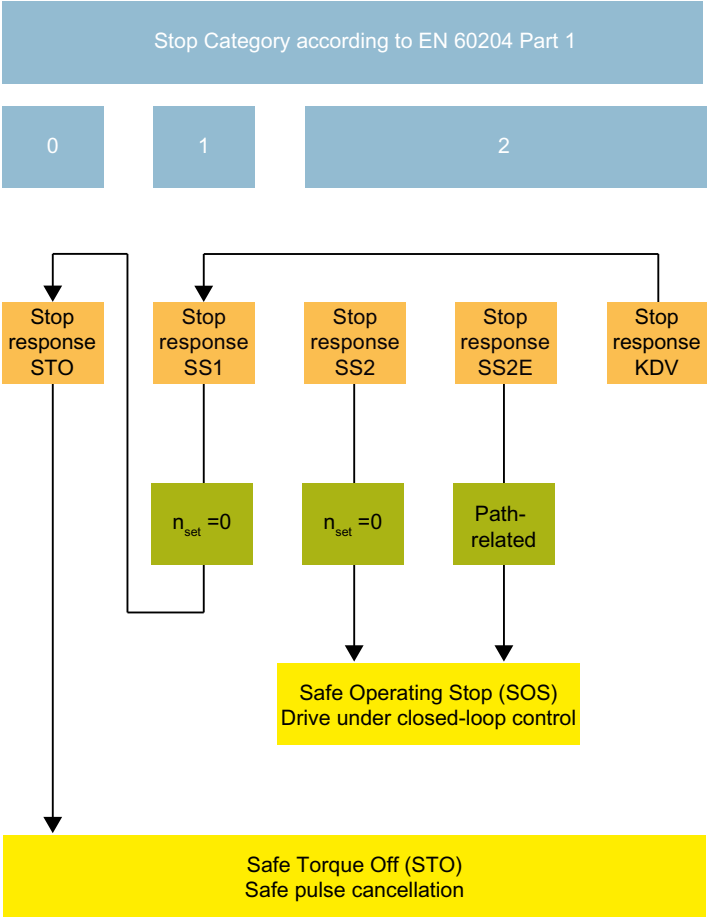 Stop Category according to EN 60204 Part 1
0
1
2
Stop
response
STO
Stop
response
SS1
Stop
response
SS2
Stop
response
SS2E
Stop
response
KDV
nset =0
nset =0
Path-
related
Safe Operating Stop (SOS)
Drive under closed-loop control
Safe Torque Off (STO)
Safe pulse cancellation